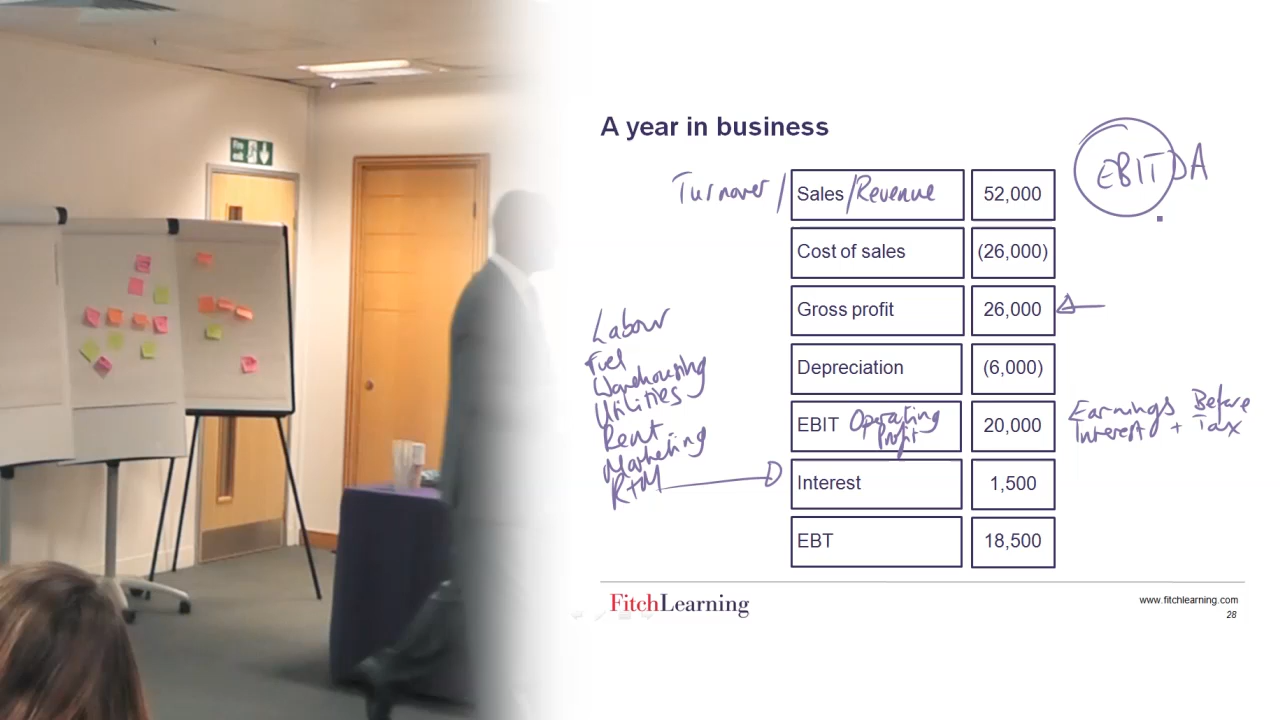 Fire
exit
A year in business
EBITDA
Turnover / Sales /Revenue 52,000
Cost of sales (26,000)
Gross profit 26,000
Labour
Fuel
Warehousing
Utilities
Rent
Marketing
R+M
Depreciation (6,000)
EBIT Operating Profit 20,000
Earnings Before
Interest + Tax
Interest 1,500
EBT 18,500
FitchLearning
www.fitchlearning.com
28